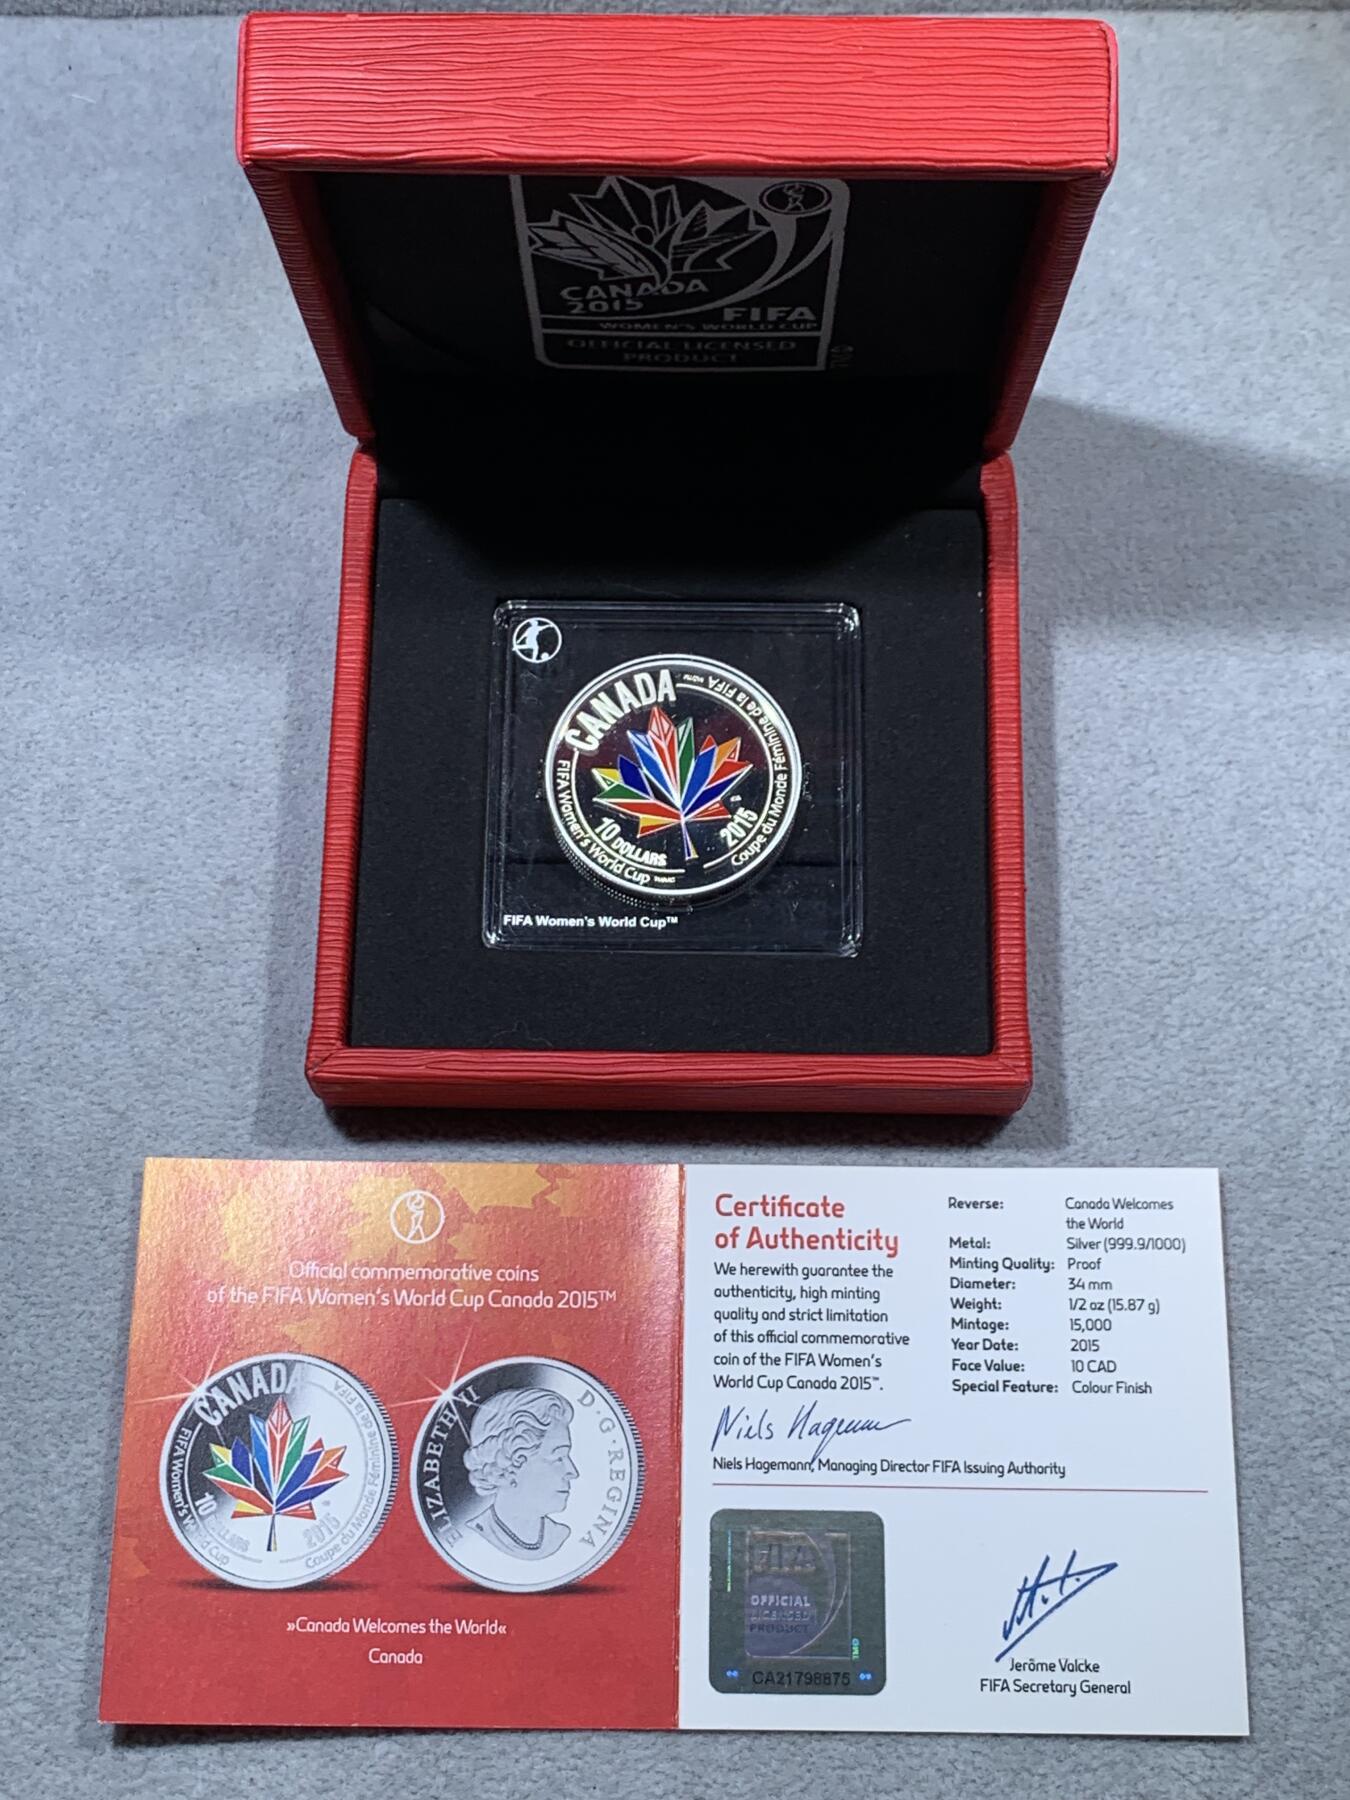 CANADA
2015
FIFA
WOMEN'S WORLD CUP
OFFICIAL LICENSED
PRODUCT
CANADA
Coupe du Monde Féminine de la FIFA
FIFA Women's World Cup
10 DOLLARS
2015
FIFA Women's World Cup™
Official commemorative coins
of the FIFA Women's World Cup Canada 2015™
CANADA
FIFA Women's World Cup
10 DOLLARS
2015
Coupe du Monde Féminine de la FIFA
ELIZABETH II
D·G·REGINA
»Canada Welcomes the World«
Canada
Certificate
of Authenticity
We herewith guarantee the
authenticity, high minting
quality and strict limitation
of this official commemorative
coin of the FIFA Women's
World Cup Canada 2015™.
Niels Hagemann
Niels Hagemann, Managing Director FIFA Issuing Authority
Reverse: Canada Welcomes
the World
Metal: Silver (999.9/1000)
Minting Quality: Proof
Diameter: 34 mm
Weight: 1/2 oz (15.87 g)
Mintage: 15,000
Year Date: 2015
Face Value: 10 CAD
Special Feature: Colour Finish
FIFA
OFFICIAL
LICENSED
PRODUCT
CA21798875
Jerôme Valcke
FIFA Secretary General